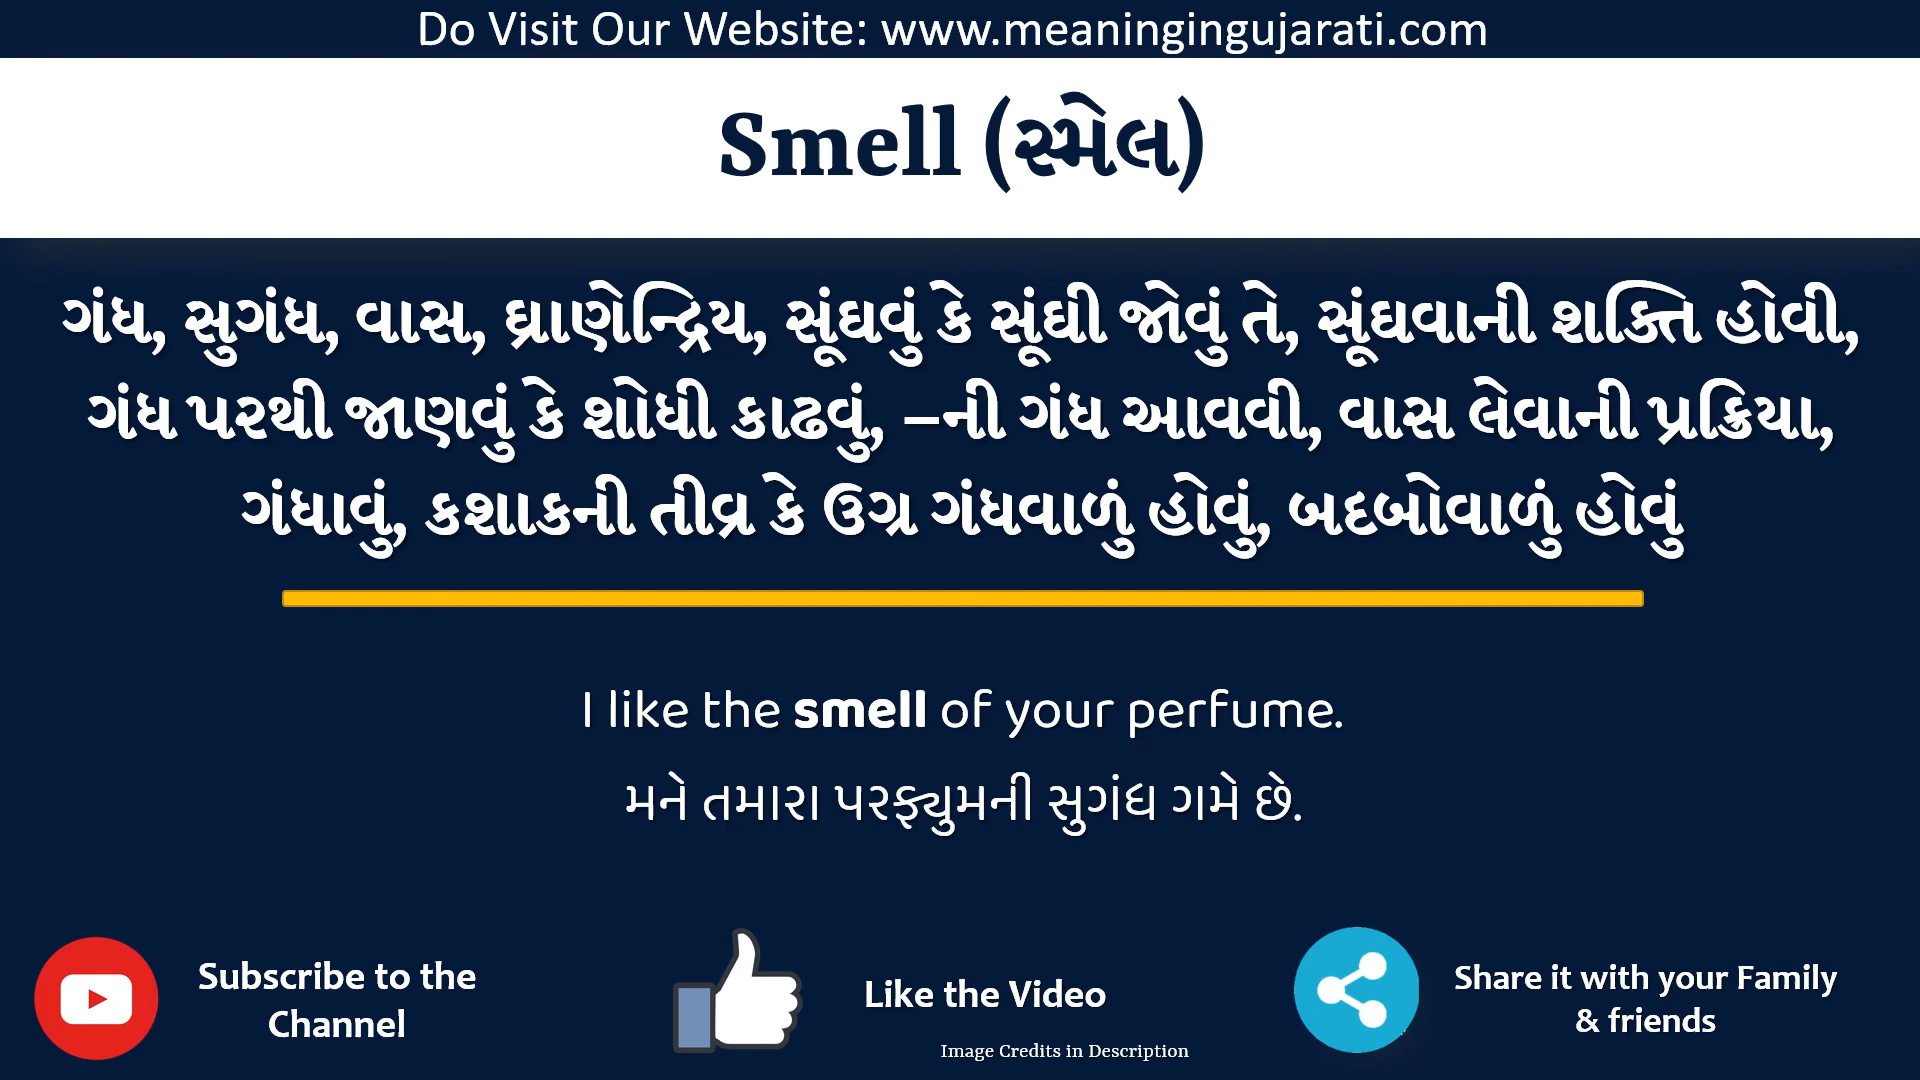 Do Visit Our Website: www.meaningingujarati.com
Smell (સ્મેલ)
ગંધ, સુગંધ, વાસ, ઘ્રાણેન્દ્રિય, સૂંઘવું કે સૂંઘી જોવું તે, સૂંઘવાની શક્તિ હોવી,
ગંધ પરથી જાણવું કે શોધી કાઢવું, –ની ગંધ આવવી, વાસ લેવાની પ્રક્રિયા,
ગંધાવું, કશાકની તીવ્ર કે ઉગ્ર ગંધવાળું હોવું, બદબોવાળું હોવું
I like the smell of your perfume.
મને તમારા પરફ્યુમની સુગંધ ગમે છે.
Subscribe to the
Channel
Like the Video
Share it with your Family
& friends
Image Credits in Description